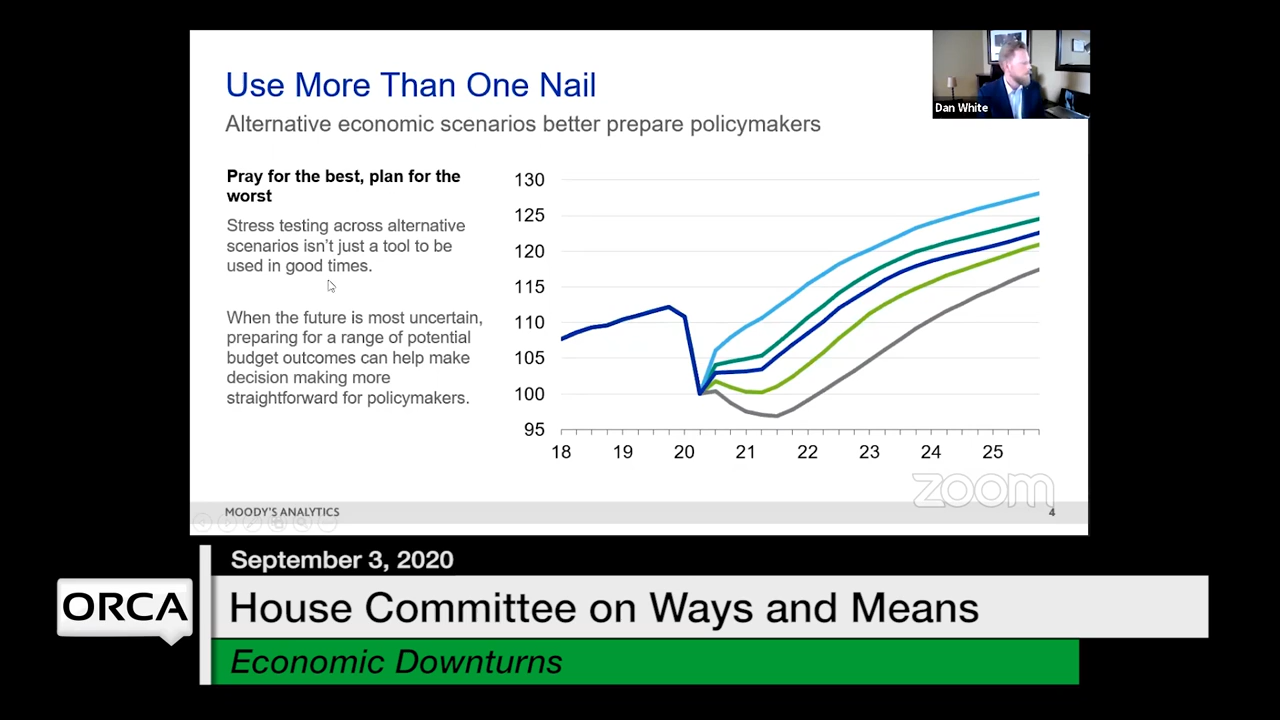 Use More Than One Nail
Alternative economic scenarios better prepare policymakers
Dan White
Pray for the best, plan for the
worst
Stress testing across alternative
scenarios isn't just a tool to be
used in good times.
When the future is most uncertain,
preparing for a range of potential
budget outcomes can help make
decision making more
straightforward for policymakers.
130
125
120
115
110
105
100
95
18 19 20 21 22 23 24 25
zoom
MOODY'S ANALYTICS
4
September 3, 2020
ORCA
House Committee on Ways and Means
Economic Downturns